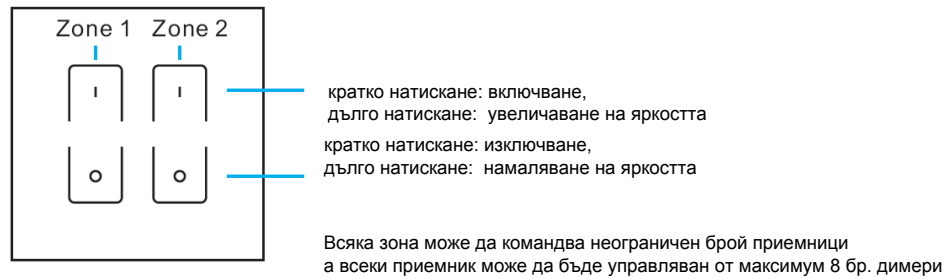 Zone 1 Zone 2
I I
кратко натискане: включване,
дълго натискане: увеличаване на яркостта
кратко натискане: изключване,
дълго натискане: намаляване на яркостта
O O
Всяка зона може да командва неограничен брой приемници
а всеки приемник може да бъде управляван от максимум 8 бр. димери